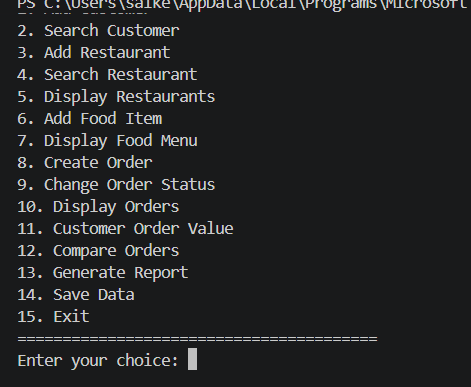 PS C:\Users\saike\AppData\Local\Programs\Microsoft
2. Search Customer
3. Add Restaurant
4. Search Restaurant
5. Display Restaurants
6. Add Food Item
7. Display Food Menu
8. Create Order
9. Change Order Status
10. Display Orders
11. Customer Order Value
12. Compare Orders
13. Generate Report
14. Save Data
15. Exit
========================================
Enter your choice: